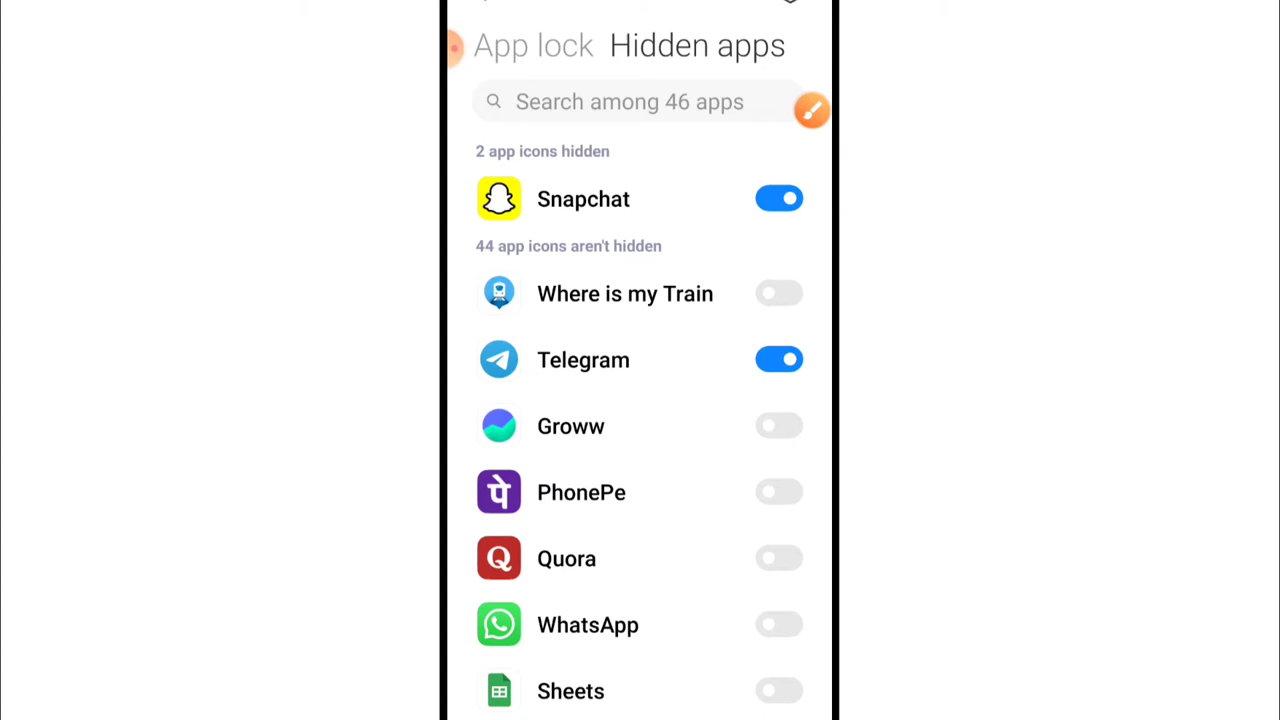 App lock Hidden apps
Search among 46 apps
2 app icons hidden
Snapchat
44 app icons aren't hidden
Where is my Train
Telegram
Groww
पे PhonePe
Q Quora
WhatsApp
Sheets